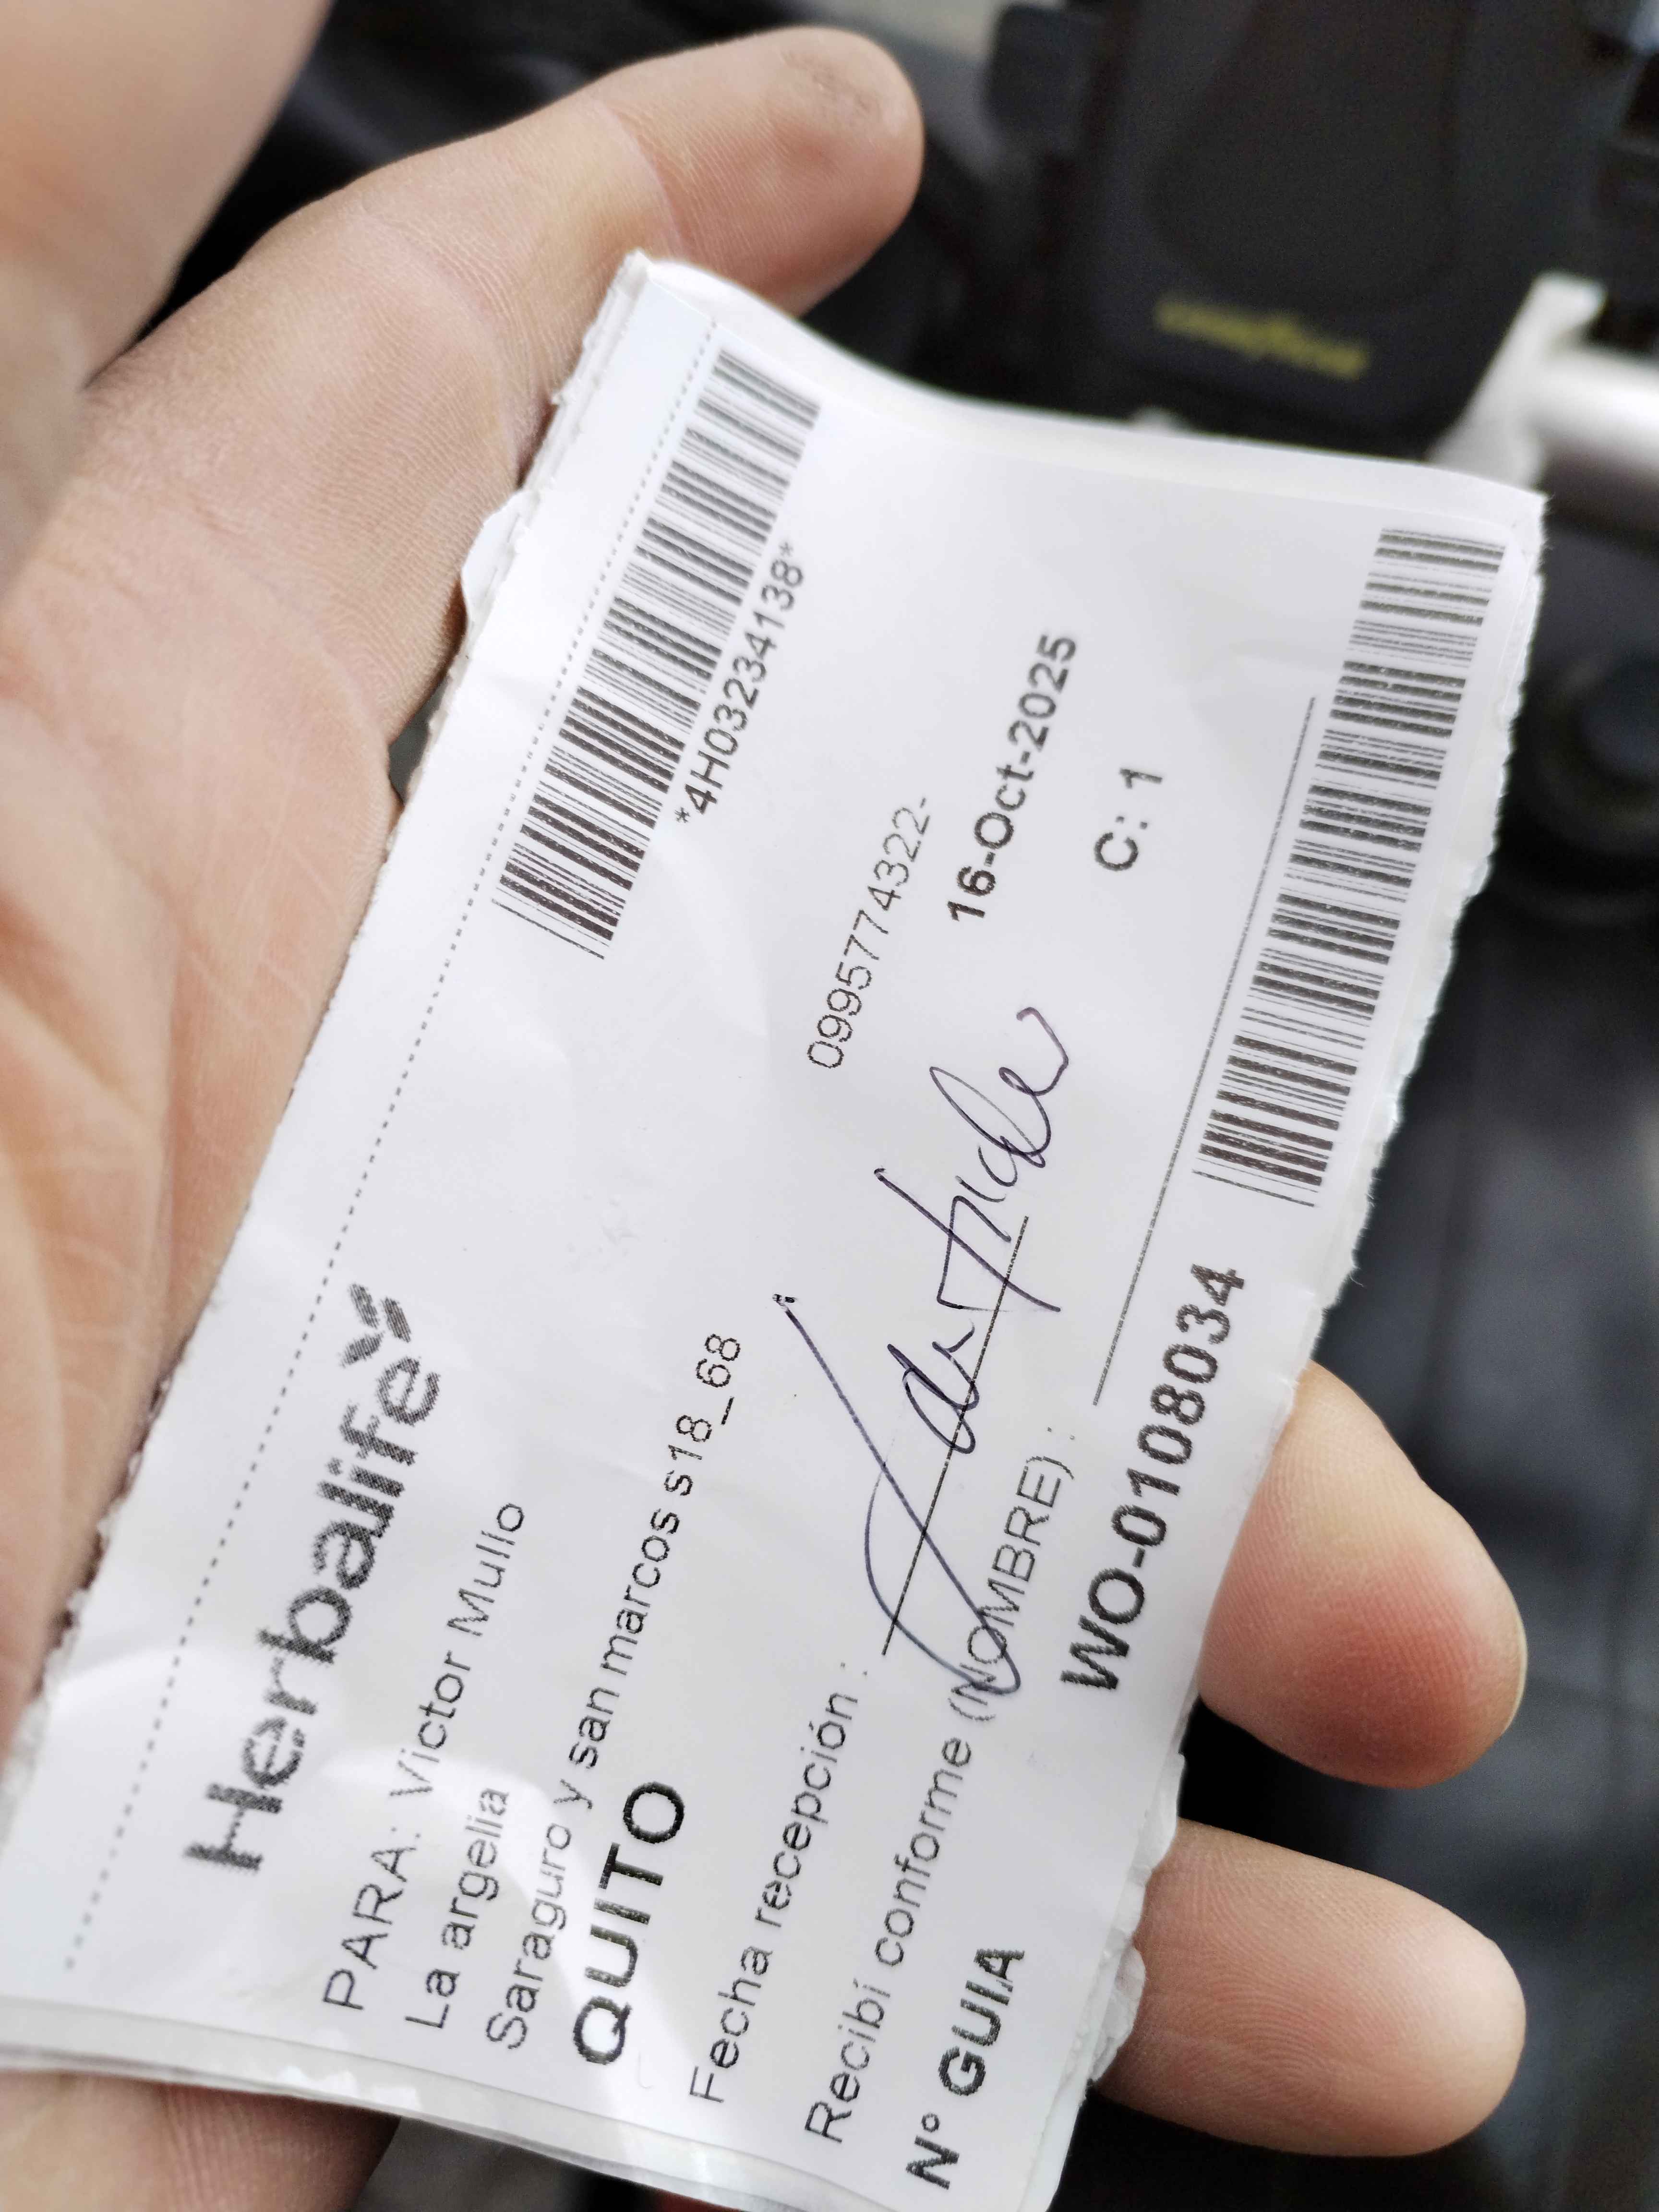 Herbalife
*4H03234138*
PARA: Victor Mullo
La argelia
Saraguro y san marcos s18_68
QUITO
0995774322-
Fecha recepción :
16-Oct-2025
Recibí conforme (NOMBRE) :
C: 1
Nº GUIA
WO-0108034